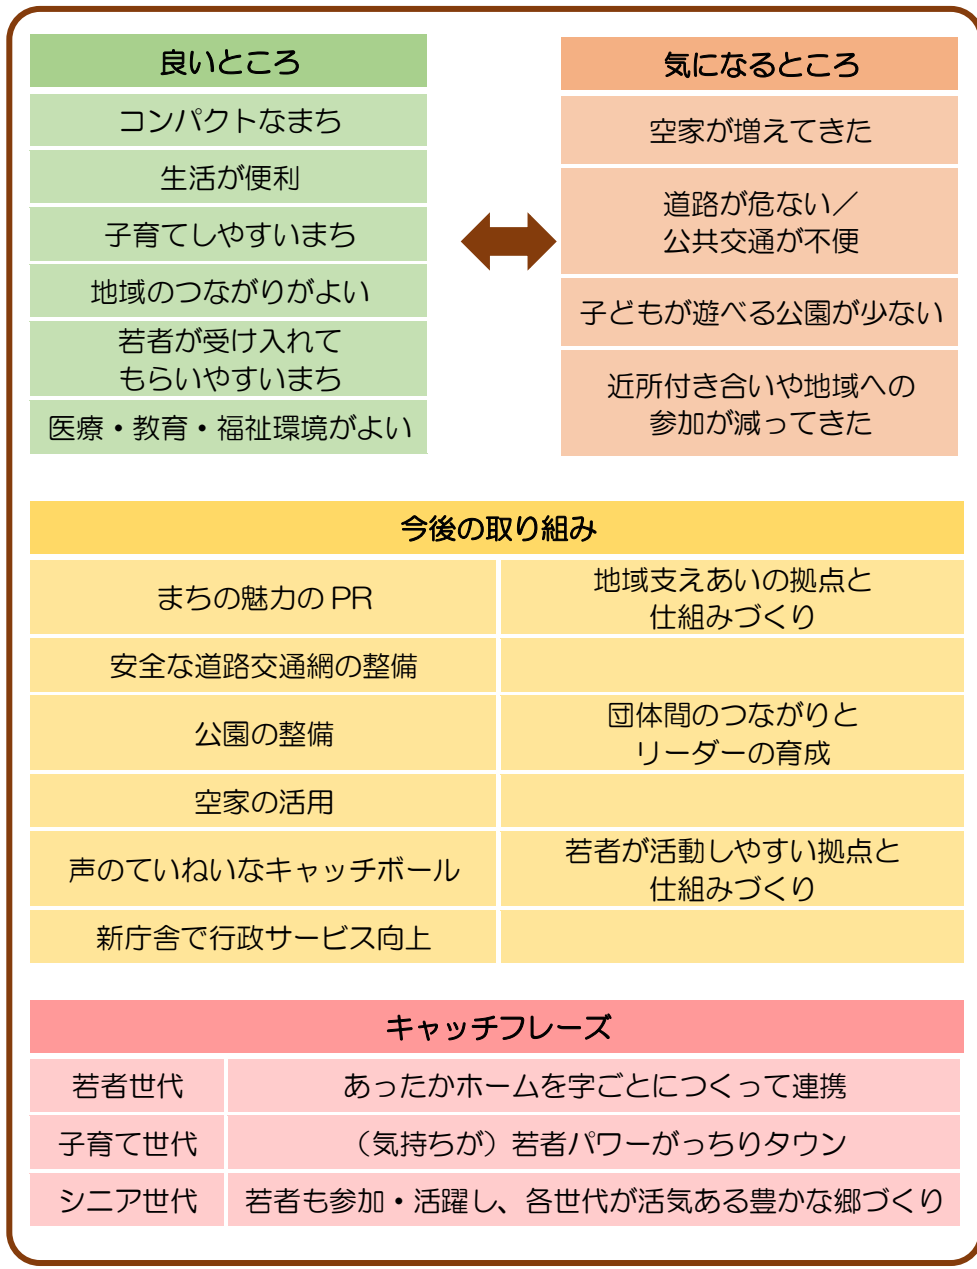 良いところ
コンパクトなまち
生活が便利
子育てしやすいまち
地域のつながりがよい
若者が受け入れて
もらいやすいまち
医療・教育・福祉環境がよい
気になるところ
空家が増えてきた
道路が危ない／
公共交通が不便
子どもが遊べる公園が少ない
近所付き合いや地域への
参加が減ってきた
今後の取り組み
まちの魅力の PR
地域支えあいの拠点と
仕組みづくり
安全な道路交通網の整備
公園の整備
団体間のつながりと
リーダーの育成
空家の活用
声のていねいなキャッチボール
若者が活動しやすい拠点と
仕組みづくり
新庁舎で行政サービス向上
キャッチフレーズ
若者世代
あったかホームを字ごとにつくって連携
子育て世代
（気持ちが）若者パワーがっちりタウン
シニア世代
若者も参加・活躍し、各世代が活気ある豊かな郷づくり